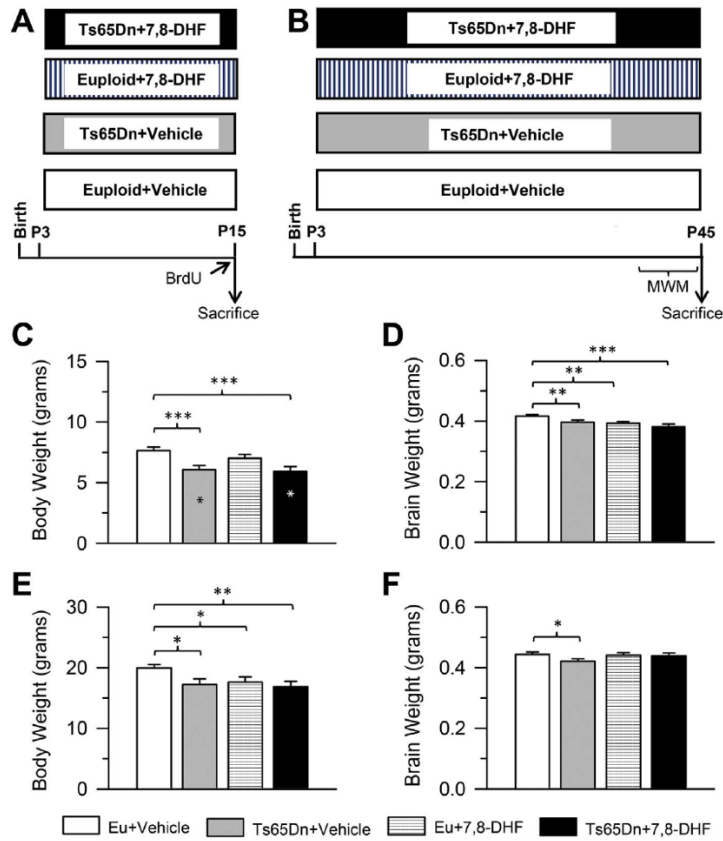 A
Ts65Dn+7,8-DHF
Euploid+7,8-DHF
Ts65Dn+Vehicle
Euploid+Vehicle
Birth
P3
P15
BrdU
Sacrifice
B
Ts65Dn+7,8-DHF
Euploid+7,8-DHF
Ts65Dn+Vehicle
Euploid+Vehicle
Birth
P3
P45
MWM
Sacrifice
C
Body Weight (grams)
15
10
5
0
***
***
*
*
D
Brain Weight (grams)
0.6
0.4
0.2
0.0
***
**
**
E
Body Weight (grams)
30
20
10
0
**
*
*
F
Brain Weight (grams)
0.6
0.4
0.2
0.0
*
Eu+Vehicle
Ts65Dn+Vehicle
Eu+7,8-DHF
Ts65Dn+7,8-DHF